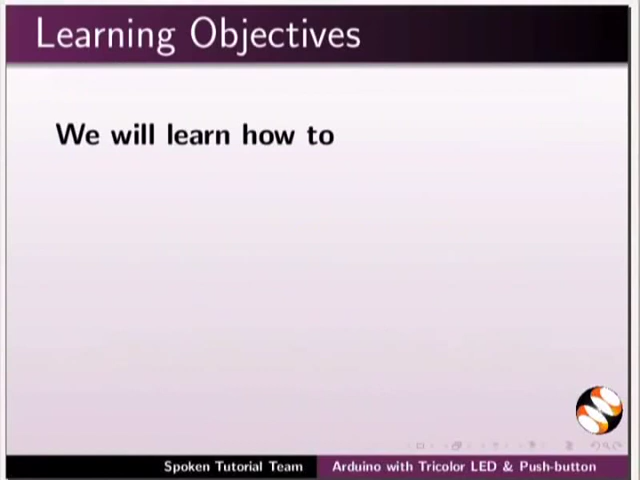 Learning Objectives
We will learn how to
Spoken Tutorial Team
Arduino with Tricolor LED & Push-button